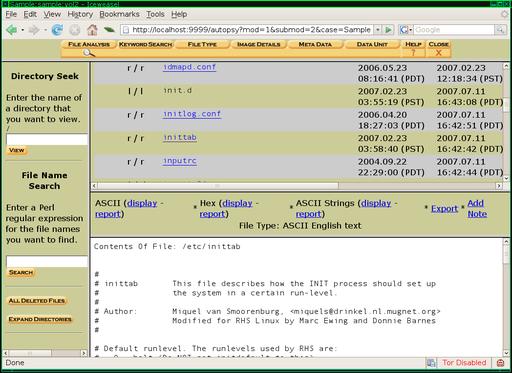 Sample:sample:vol2 - Iceweasel
File Edit View History Bookmarks Tools Help
http://localhost:9999/autopsy?mod=1&submod=2&case=Sample
Google
FILE ANALYSIS KEYWORD SEARCH FILE TYPE IMAGE DETAILS META DATA DATA UNIT HELP CLOSE
? X
Directory Seek
Enter the name of a directory that you want to view.
/
VIEW
File Name Search
Enter a Perl regular expression for the file names you want to find.
SEARCH
ALL DELETED FILES
EXPAND DIRECTORIES
r / r idmapd.conf 2006.05.23 08:16:41 (PDT) 2007.02.23 12:18:34 (PST)
l / l init.d 2007.02.23 03:55:19 (PST) 2007.07.11 16:43:08 (PDT)
r / r initlog.conf 2006.04.20 18:27:03 (PDT) 2007.07.11 16:42:51 (PDT)
r / r inittab 2007.02.23 03:58:40 (PST) 2007.07.11 16:42:42 (PDT)
r / r inputrc 2004.09.22 22:29:00 (PDT) 2007.07.11 16:42:44 (PDT)
ASCII (display - report) * Hex (display - report) * ASCII Strings (display - report) * Export * Add Note
File Type: ASCII English text
Contents Of File: /etc/inittab
#
# inittab This file describes how the INIT process should set up
# the system in a certain run-level.
#
# Author: Miquel van Smoorenburg, <miquels@drinkel.nl.mugnet.org>
# Modified for RHS Linux by Marc Ewing and Donnie Barnes
#
# Default runlevel. The runlevels used by RHS are:
Done
Tor Disabled